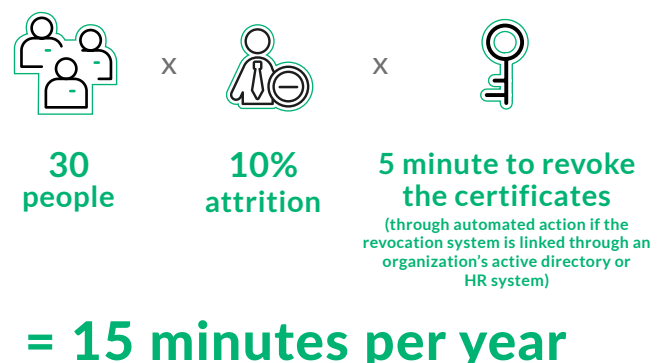 x
x
30
people
10%
attrition
5 minute to revoke
the certificates
(through automated action if the
revocation system is linked through an
organization's active directory or
HR system)
= 15 minutes per year